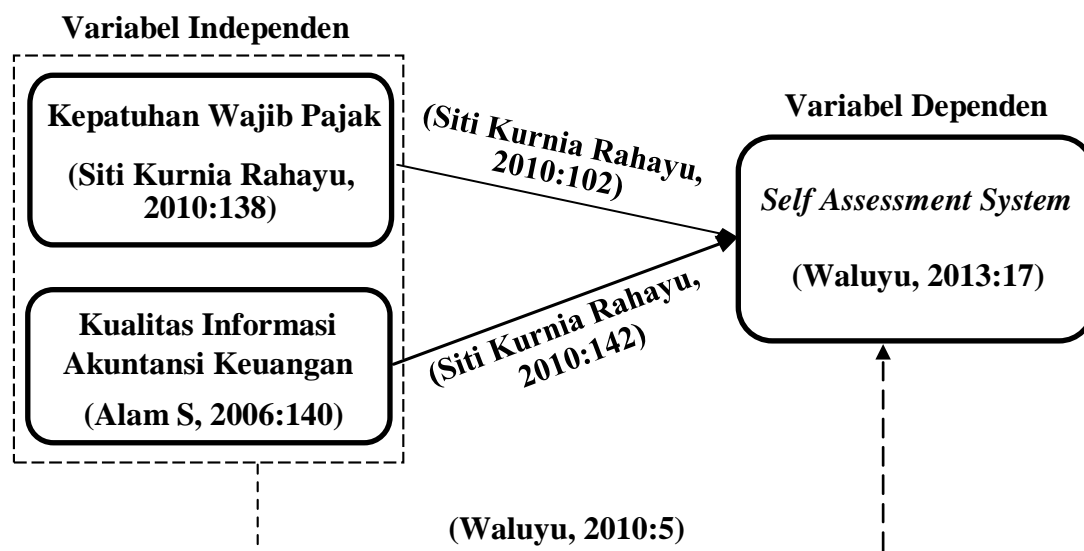 Variabel Independen
Kepatuhan Wajib Pajak
(Siti Kurnia Rahayu,
2010:138)
Kualitas Informasi
Akuntansi Keuangan
(Alam S, 2006:140)
(Siti Kurnia Rahayu,
2010:102)
(Siti Kurnia Rahayu,
2010:142)
Variabel Dependen
Self Assessment System
(Waluyu, 2013:17)
(Waluyu, 2010:5)